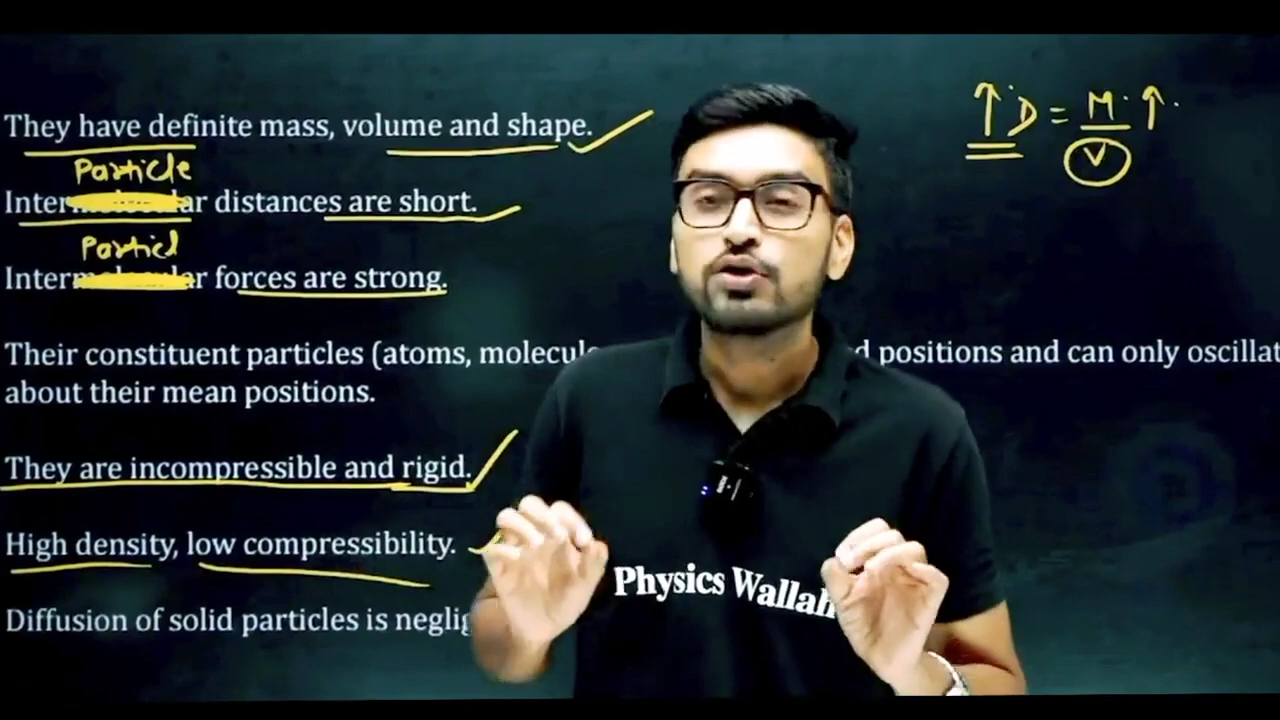 They have definite mass, volume and shape.
↑ D = M ↑
V
Particle
Inter ar distances are short.
Particl
Inter r forces are strong.
Their constituent particles (atoms, molecul d positions and can only oscillat
about their mean positions.
They are incompressible and rigid.
High density, low compressibility.
Diffusion of solid particles is neglig
Physics Wallah